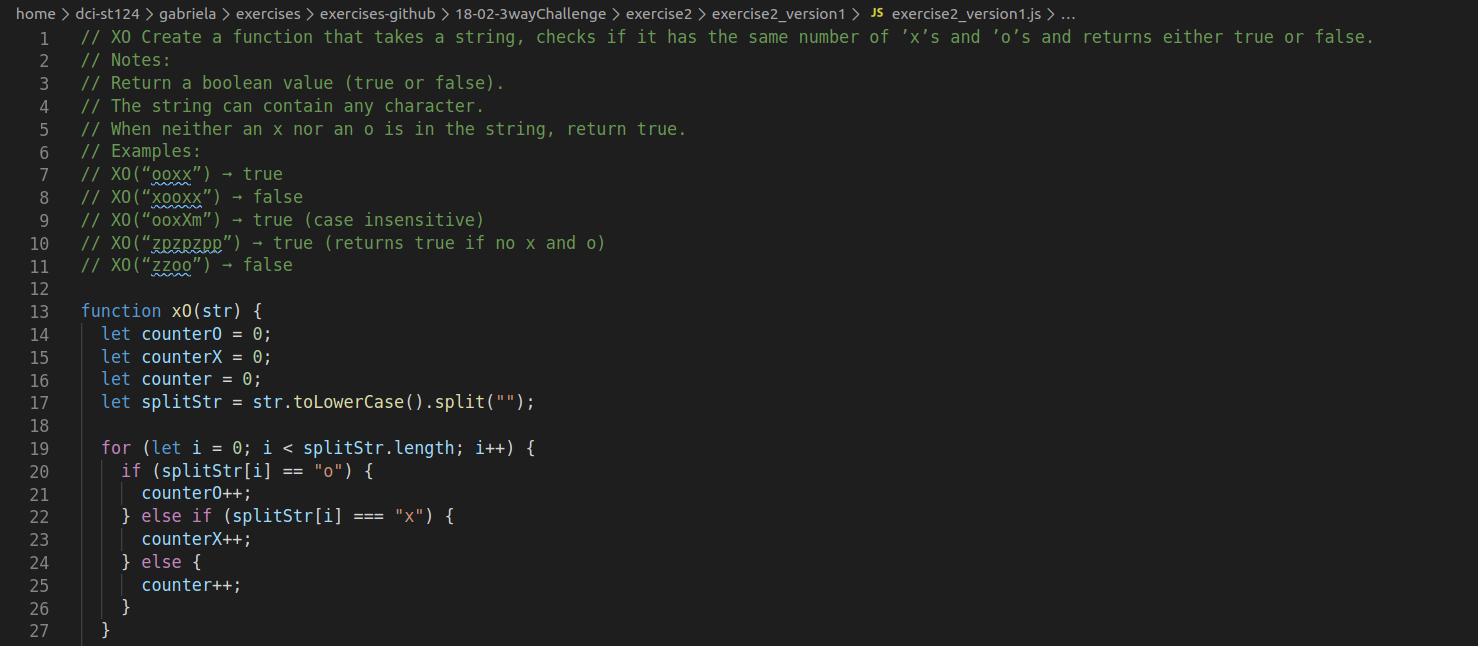 home > dci-st124 > gabriela > exercises > exercises-github > 18-02-3wayChallenge > exercise2 > exercise2_version1 > JS exercise2_version1.js > ...
1 // XO Create a function that takes a string, checks if it has the same number of ’x’s and ’o’s and returns either true or false.
2 // Notes:
3 // Return a boolean value (true or false).
4 // The string can contain any character.
5 // When neither an x nor an o is in the string, return true.
6 // Examples:
7 // XO(“ooxx”) → true
8 // XO(“xooxx”) → false
9 // XO(“ooxXm”) → true (case insensitive)
10 // XO(“zpzpzpp”) → true (returns true if no x and o)
11 // XO(“zzoo”) → false
12
13 function xO(str) {
14   let counterO = 0;
15   let counterX = 0;
16   let counter = 0;
17   let splitStr = str.toLowerCase().split("");
18
19   for (let i = 0; i < splitStr.length; i++) {
20     if (splitStr[i] == "o") {
21       counterO++;
22     } else if (splitStr[i] === "x") {
23       counterX++;
24     } else {
25       counter++;
26     }
27   }